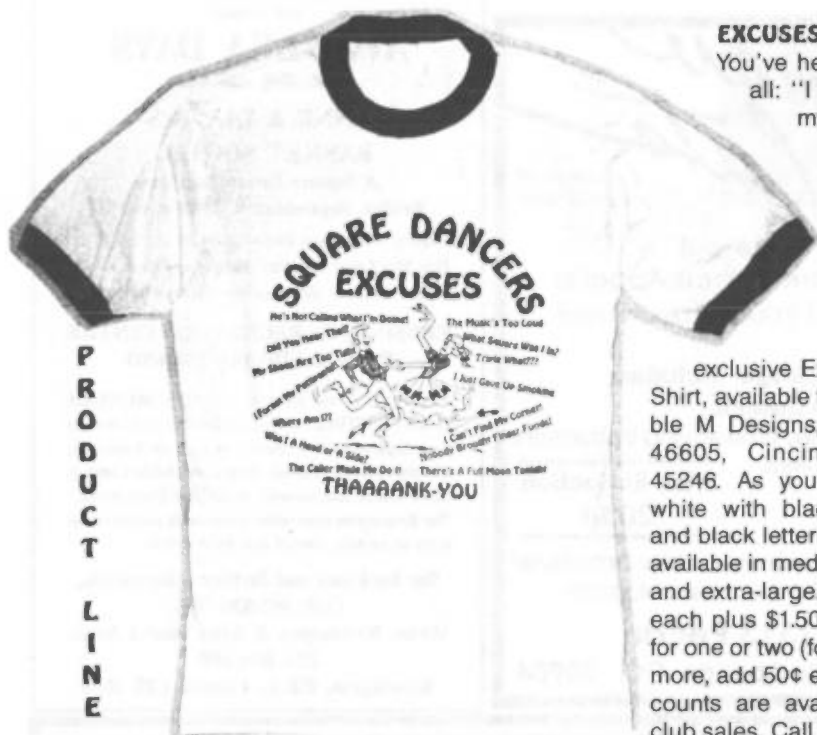 EXCUSES
You've he
all: "I
m
SQUARE DANCERS
EXCUSES
He's Not Calling What I'm Doing!
The Music's Too Loud
Did You Hear That?
What Square Was I In?
My Shoes Are Too Tight
Triple What???
I Forgot My Petticoat!
I Just Gave Up Smoking
Where Am I??
I Can't Find My Corner!
Was I A Head or A Side?
Nobody Brought Finger Foods!
The Caller Made Me Do It
There's A Full Moon Tonight
THAAAANK-YOU
PRODUCT LINE
exclusive Ex
Shirt, available f
ble M Designs,
46605, Cincin
45246. As you
white with blac
and black letter
available in med
and extra-large.
each plus $1.50
for one or two (fo
more, add 50¢ e
counts are ava
club sales. Call